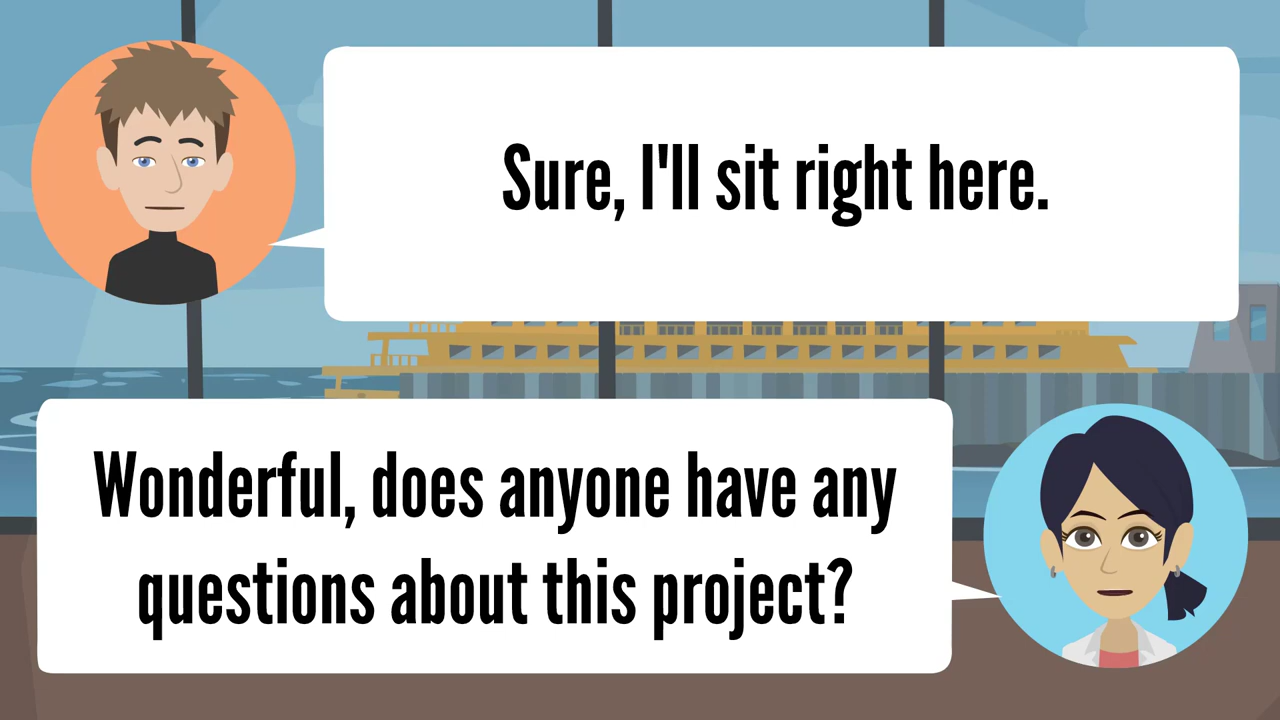 Sure, I'll sit right here.
Wonderful, does anyone have any
questions about this project?